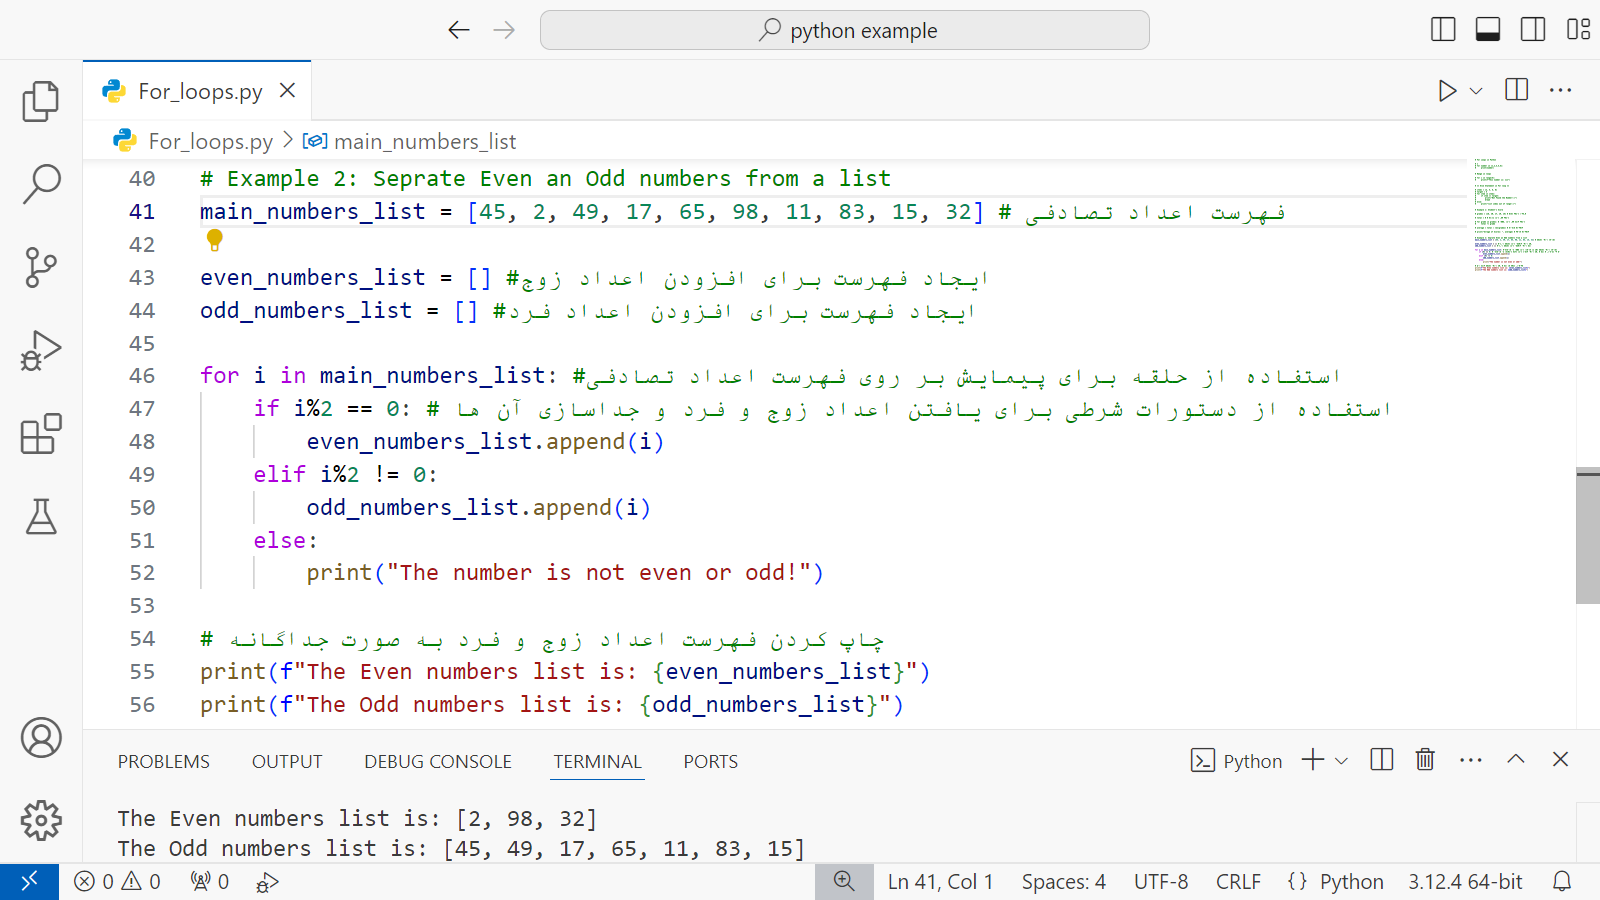 python example
For_loops.py
For_loops.py > main_numbers_list
40 # Example 2: Seprate Even an Odd numbers from a list
41 main_numbers_list = [45, 2, 49, 17, 65, 98, 11, 83, 15, 32] # فهرست اعداد تصادفی
42
43 even_numbers_list = [] #ایجاد فهرست برای افزودن اعداد زوج
44 odd_numbers_list = [] #ایجاد فهرست برای افزودن اعداد فرد
45
46 for i in main_numbers_list: #استفاده از حلقه برای پیمایش بر روی فهرست اعداد تصادفی
47 if i%2 == 0: # استفاده از دستورات شرطی برای یافتن اعداد زوج و فرد و جداسازی آن ها
48 even_numbers_list.append(i)
49 elif i%2 != 0:
50 odd_numbers_list.append(i)
51 else:
52 print("The number is not even or odd!")
53
54 # چاپ کردن فهرست اعداد زوج و فرد به صورت جداگانه
55 print(f"The Even numbers list is: {even_numbers_list}")
56 print(f"The Odd numbers list is: {odd_numbers_list}")
PROBLEMS OUTPUT DEBUG CONSOLE TERMINAL PORTS Python
The Even numbers list is: [2, 98, 32]
The Odd numbers list is: [45, 49, 17, 65, 11, 83, 15]
0 0 0 Ln 41, Col 1 Spaces: 4 UTF-8 CRLF {} Python 3.12.4 64-bit